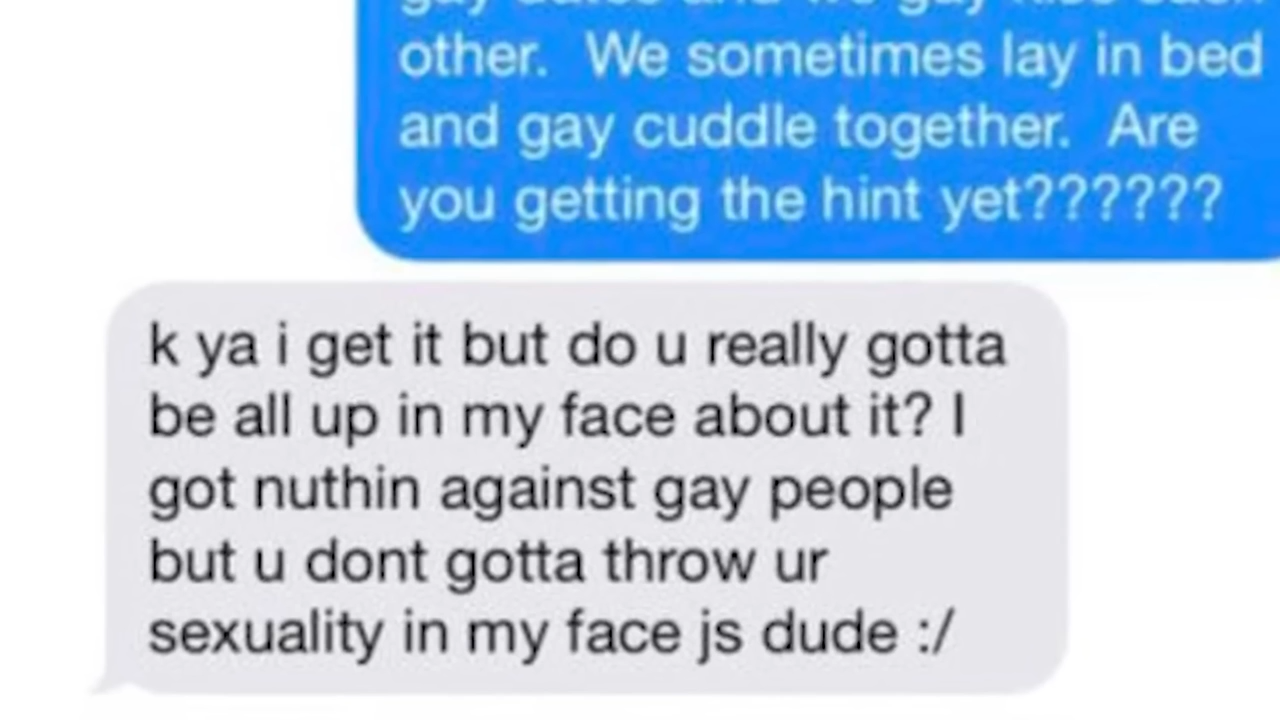 other.  We sometimes lay in bed
and gay cuddle together.  Are
you getting the hint yet??????
k ya i get it but do u really gotta
be all up in my face about it? I
got nuthin against gay people
but u dont gotta throw ur
sexuality in my face js dude :/